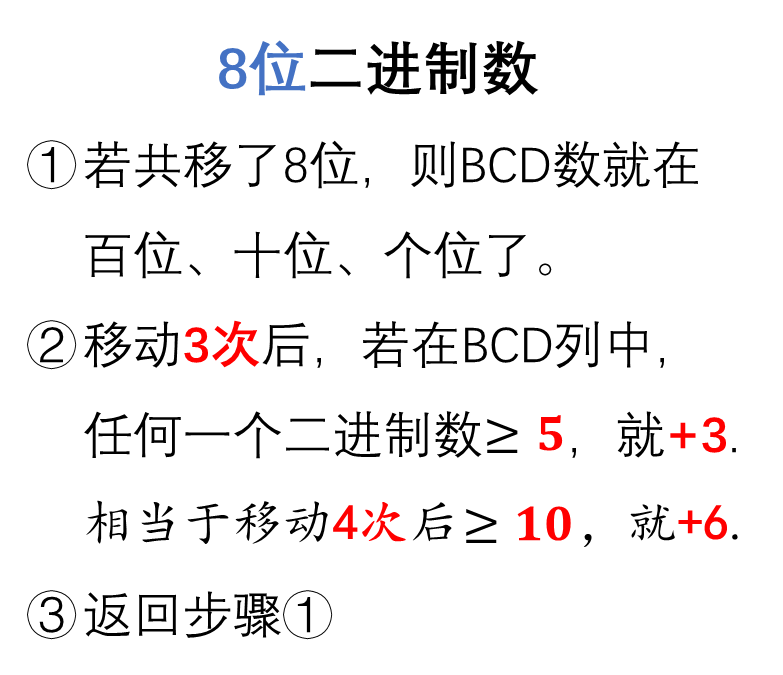 8位二进制数
①若共移了8位，则BCD数就在
百位、十位、个位了。
②移动3次后，若在BCD列中，
任何一个二进制数≥ 5，就+3.
相当于移动4次后≥ 10，就+6.
③返回步骤①